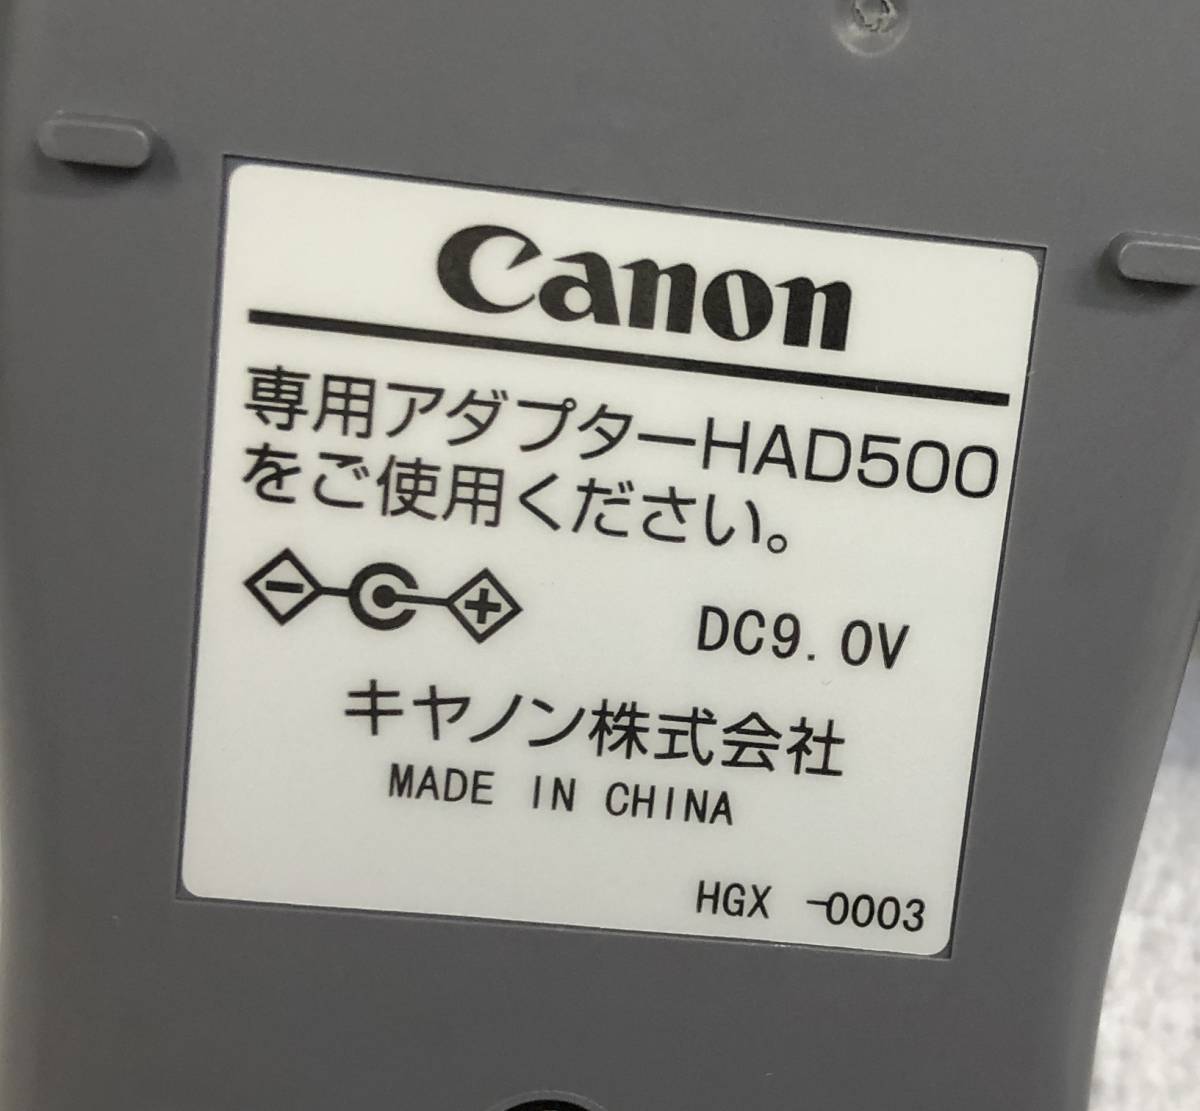 Canon
専用アダプターHAD500
をご使用ください。
DC9.0V
キヤノン株式会社
MADE IN CHINA
HGX -0003